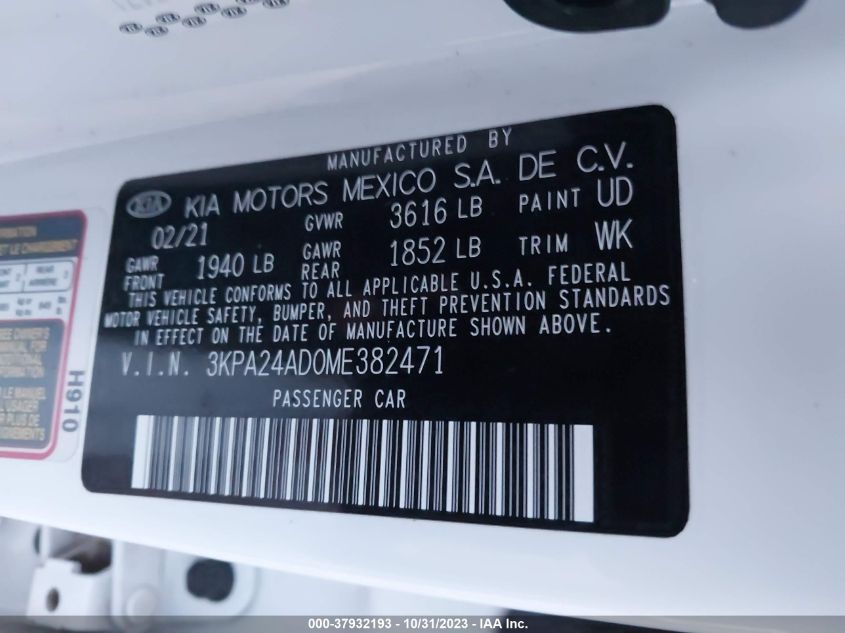 MANUFACTURED BY
KIA KIA MOTORS MEXICO S.A. DE C.V.
02/21 GVWR 3616 LB PAINT UD
GAWR FRONT 1940 LB GAWR REAR 1852 LB TRIM WK
THIS VEHICLE CONFORMS TO ALL APPLICABLE U.S.A. FEDERAL
MOTOR VEHICLE SAFETY, BUMPER, AND THEFT PREVENTION STANDARDS
IN EFFECT ON THE DATE OF MANUFACTURE SHOWN ABOVE.
V.I.N. 3KPA24AD0ME382471
PASSENGER CAR
H910
000-37932193 - 10/31/2023 - IAA Inc.